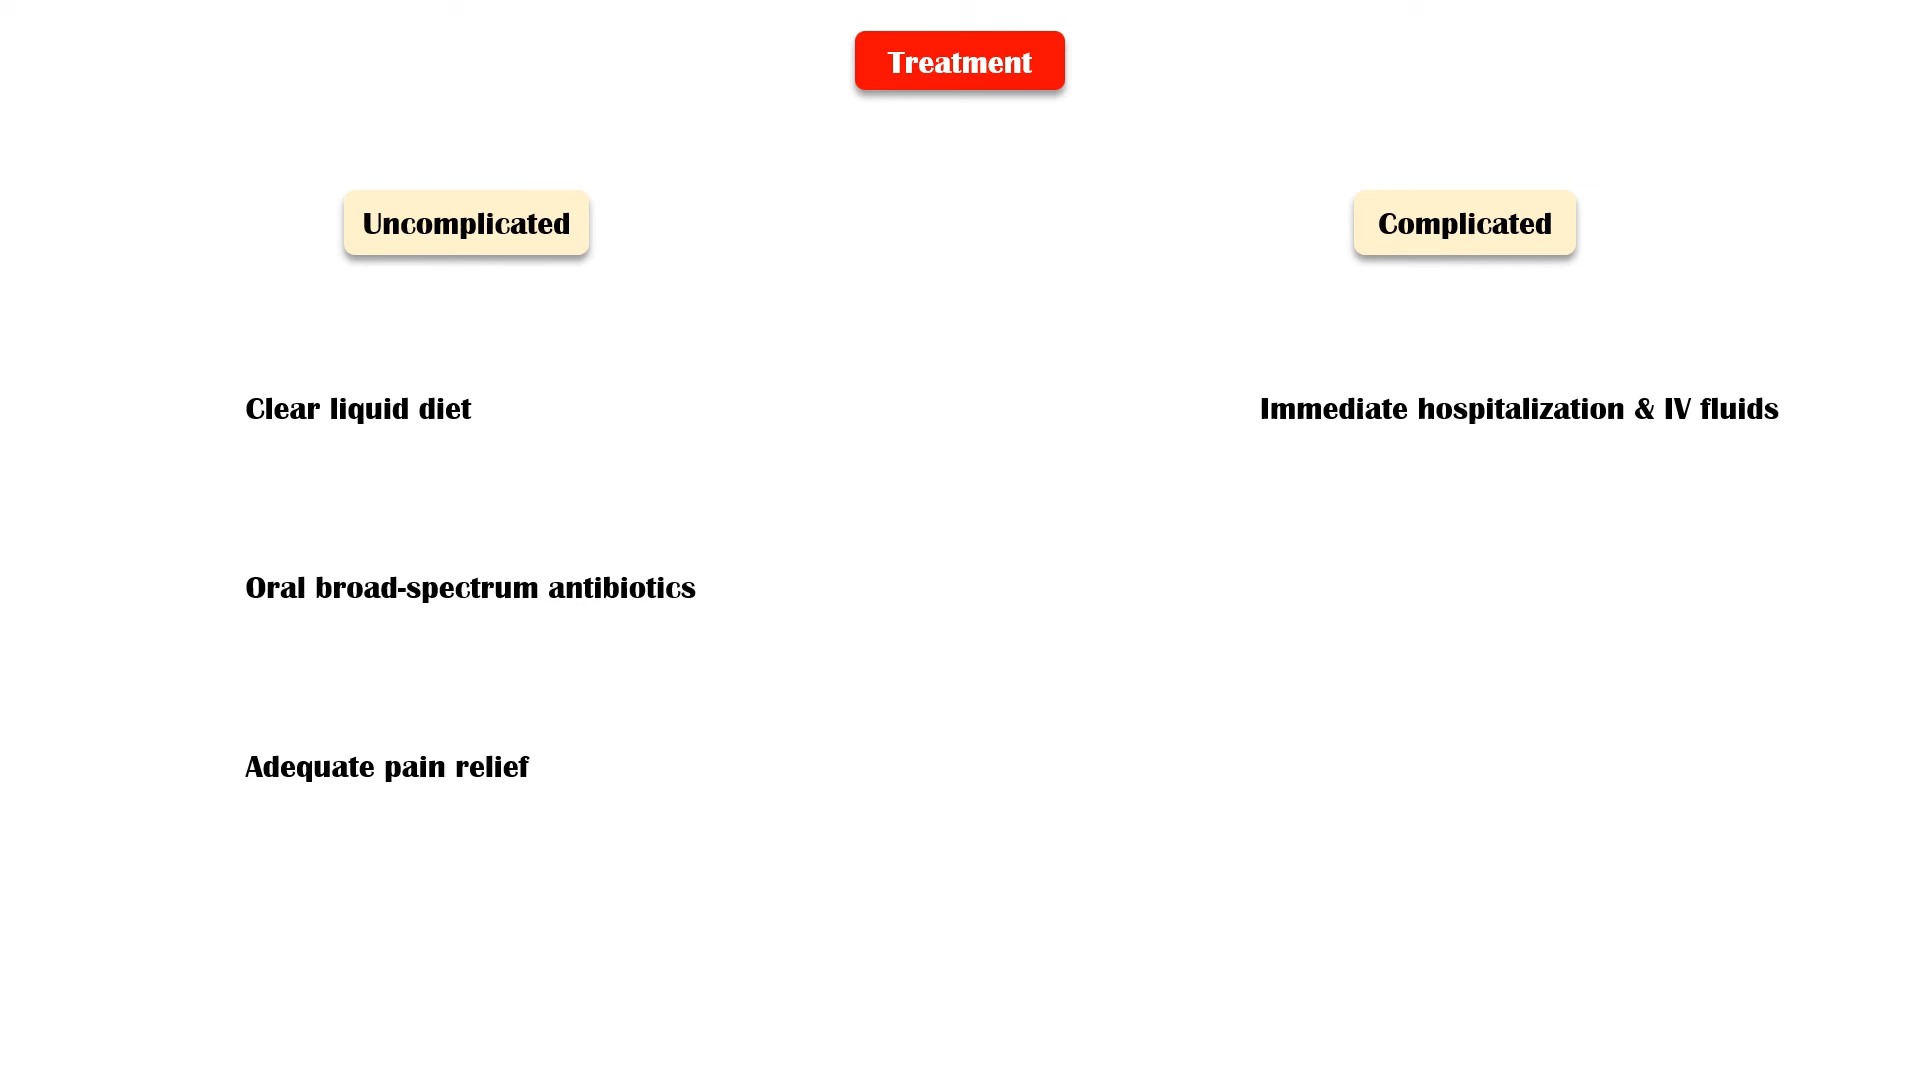 Treatment
Uncomplicated
Complicated
Clear liquid diet
Immediate hospitalization & IV fluids
Oral broad-spectrum antibiotics
Adequate pain relief